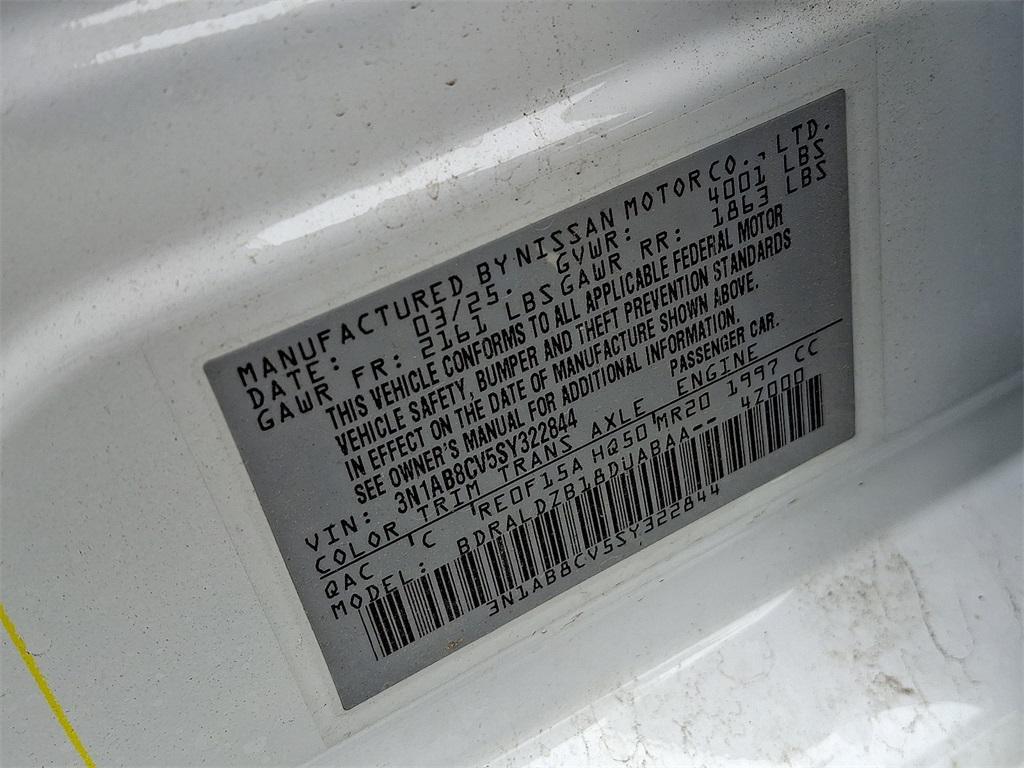 MANUFACTURED BY NISSAN MOTOR CO., LTD.
DATE: 03/25. GVWR: 4001 LBS
GAWR FR: 2161 LBS GAWR RR: 1863 LBS
THIS VEHICLE CONFORMS TO ALL APPLICABLE FEDERAL MOTOR
VEHICLE SAFETY, BUMPER AND THEFT PREVENTION STANDARDS
IN EFFECT ON THE DATE OF MANUFACTURE SHOWN ABOVE.
SEE OWNER'S MANUAL FOR ADDITIONAL INFORMATION.
VIN: 3N1AB8CV5SY322844 PASSENGER CAR.
COLOR TRIM TRANS AXLE ENGINE
QAC C RE0F15A HQ50 MR20 1997 CC
MODEL: BDRALDZB18DUABAA-- 47000
3N1AB8CV5SY322844